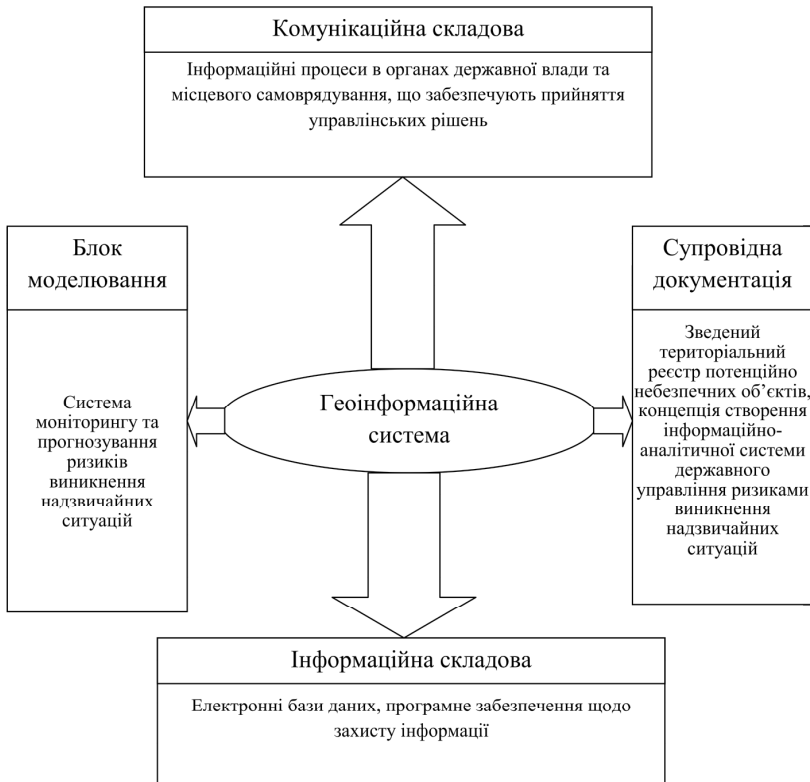 Комунікаційна складова
Інформаційні процеси в органах державної влади та
місцевого самоврядування, що забезпечують прийняття
управлінських рішень
Блок
моделювання
Система
моніторингу та
прогнозування
ризиків
виникнення
надзвичайних
ситуацій
Геоінформаційна
система
Супровідна
документація
Зведений
територіальний
реєстр потенційно
небезпечних об’єктів,
концепція створення
інформаційно-
аналітичної системи
державного
управління ризиками
виникнення
надзвичайних
ситуацій
Інформаційна складова
Електронні бази даних, програмне забезпечення щодо
захисту інформації